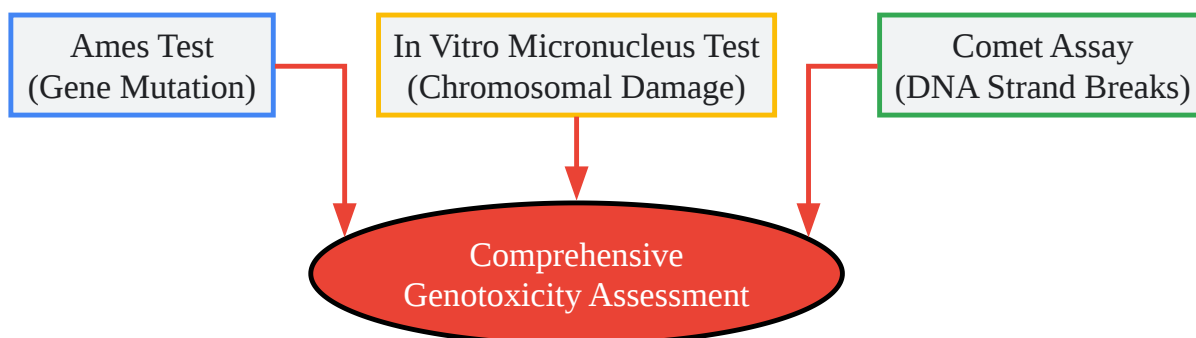 Ames Test
(Gene Mutation)
In Vitro Micronucleus Test
(Chromosomal Damage)
Comet Assay
(DNA Strand Breaks)
Comprehensive
Genotoxicity Assessment